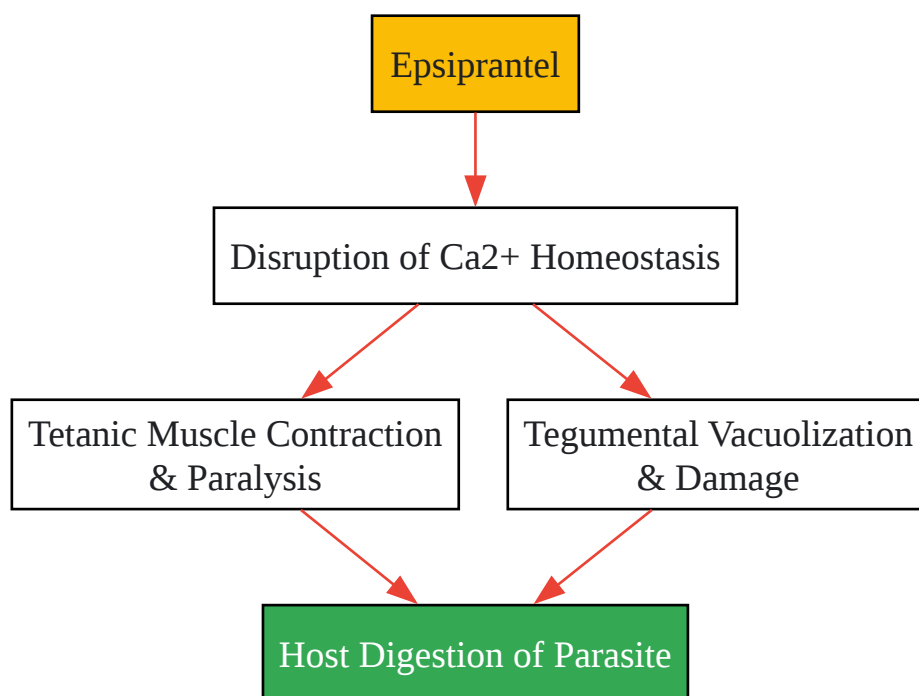 Epsiprantel
Disruption of Ca2+ Homeostasis
Tetanic Muscle Contraction
& Paralysis
Tegumental Vacuolization
& Damage
Host Digestion of Parasite